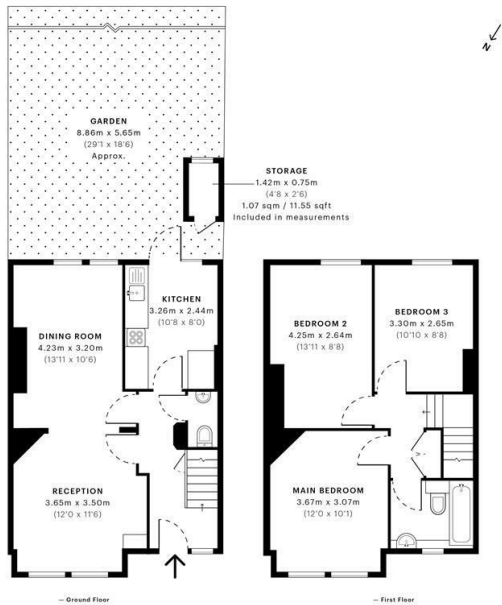 N
GARDEN
8.86m x 5.65m
(29'1 x 18'6)
Approx.
STORAGE
1.42m x 0.75m
(4'8 x 2'6)
1.07 sqm / 11.55 sqft
Included in measurements
KITCHEN
3.26m x 2.44m
(10'8 x 8'0)
DINING ROOM
4.23m x 3.20m
(13'11 x 10'6)
RECEPTION
3.65m x 3.50m
(12'0 x 11'6)
— Ground Floor
BEDROOM 2
4.25m x 2.64m
(13'11 x 8'8)
BEDROOM 3
3.30m x 2.65m
(10'10 x 8'8)
MAIN BEDROOM
3.67m x 3.07m
(12'0 x 10'1)
— First Floor